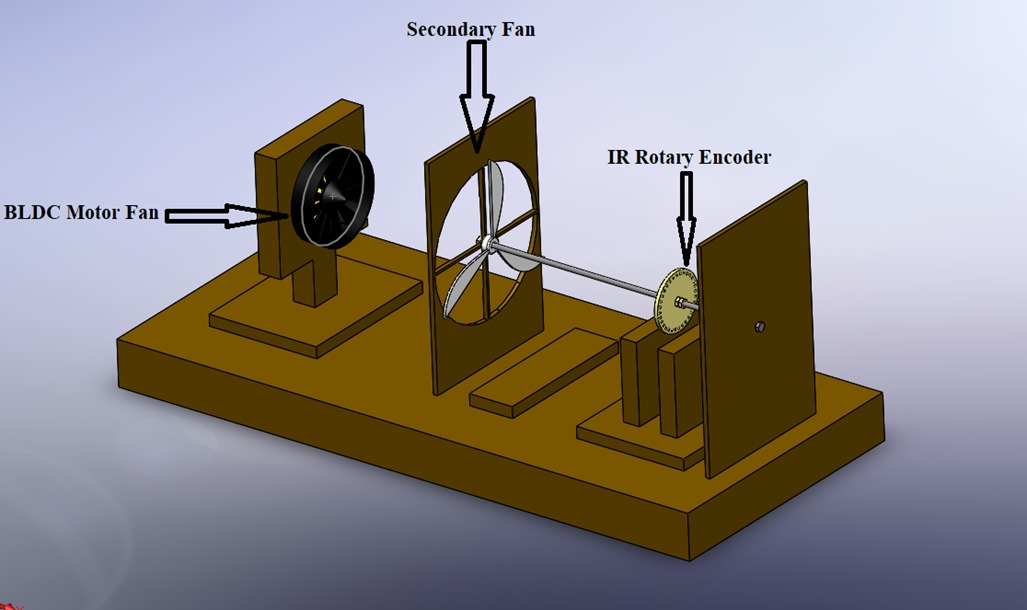 Secondary Fan
IR Rotary Encoder
BLDC Motor Fan